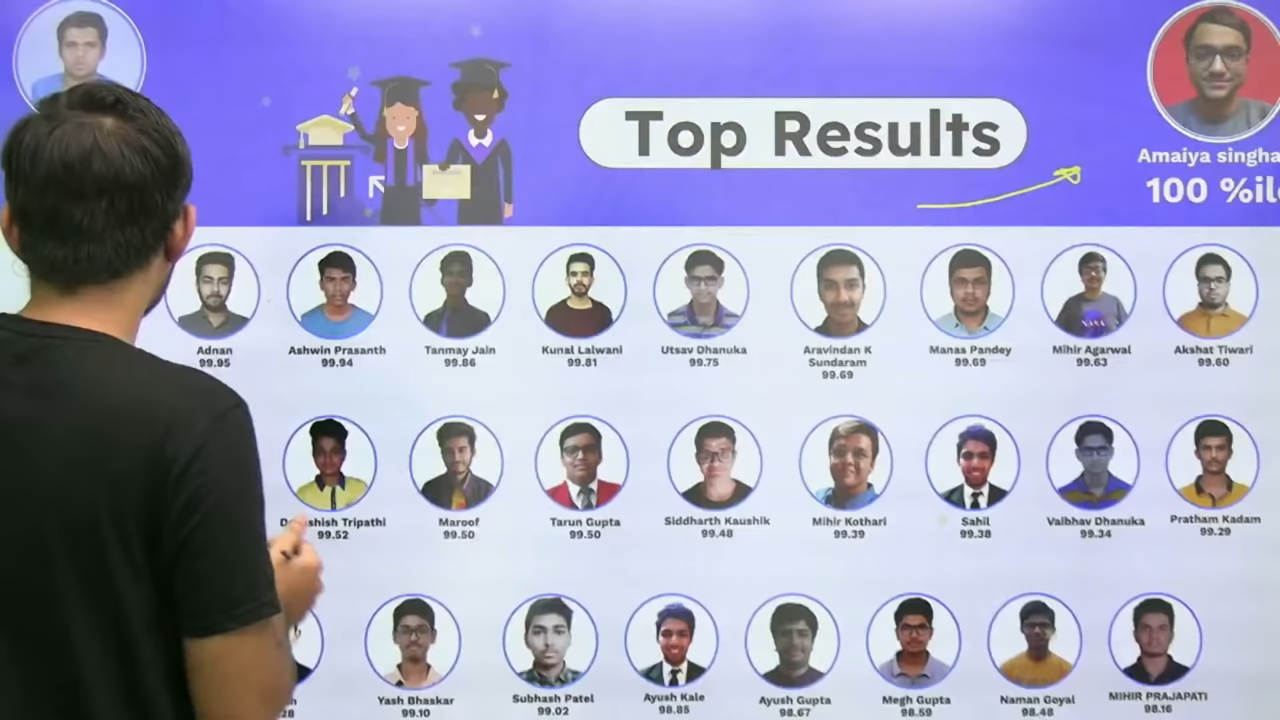 Top Results
Amaiya singha
100 %il
NASA
Adnan
99.95
Ashwin Prasanth
99.94
Tanmay Jain
99.86
Kunal Lalwani
99.81
Utsav Dhanuka
99.75
Aravindan K
Sundaram
99.69
Manas Pandey
99.69
Mihir Agarwal
99.63
Akshat Tiwari
99.60
Tripathi
99.52
Maroof
99.50
Tarun Gupta
99.50
Siddharth Kaushik
99.48
Mihir Kothari
99.39
Sahil
99.38
Vaibhav Dhanuka
99.34
Pratham Kadam
99.29
28
Yash Bhaskar
99.10
Subhash Patel
99.02
Ayush Kale
98.85
Ayush Gupta
98.67
Megh Gupta
98.59
Naman Goyal
98.48
MIHIR PRAJAPATI
98.16